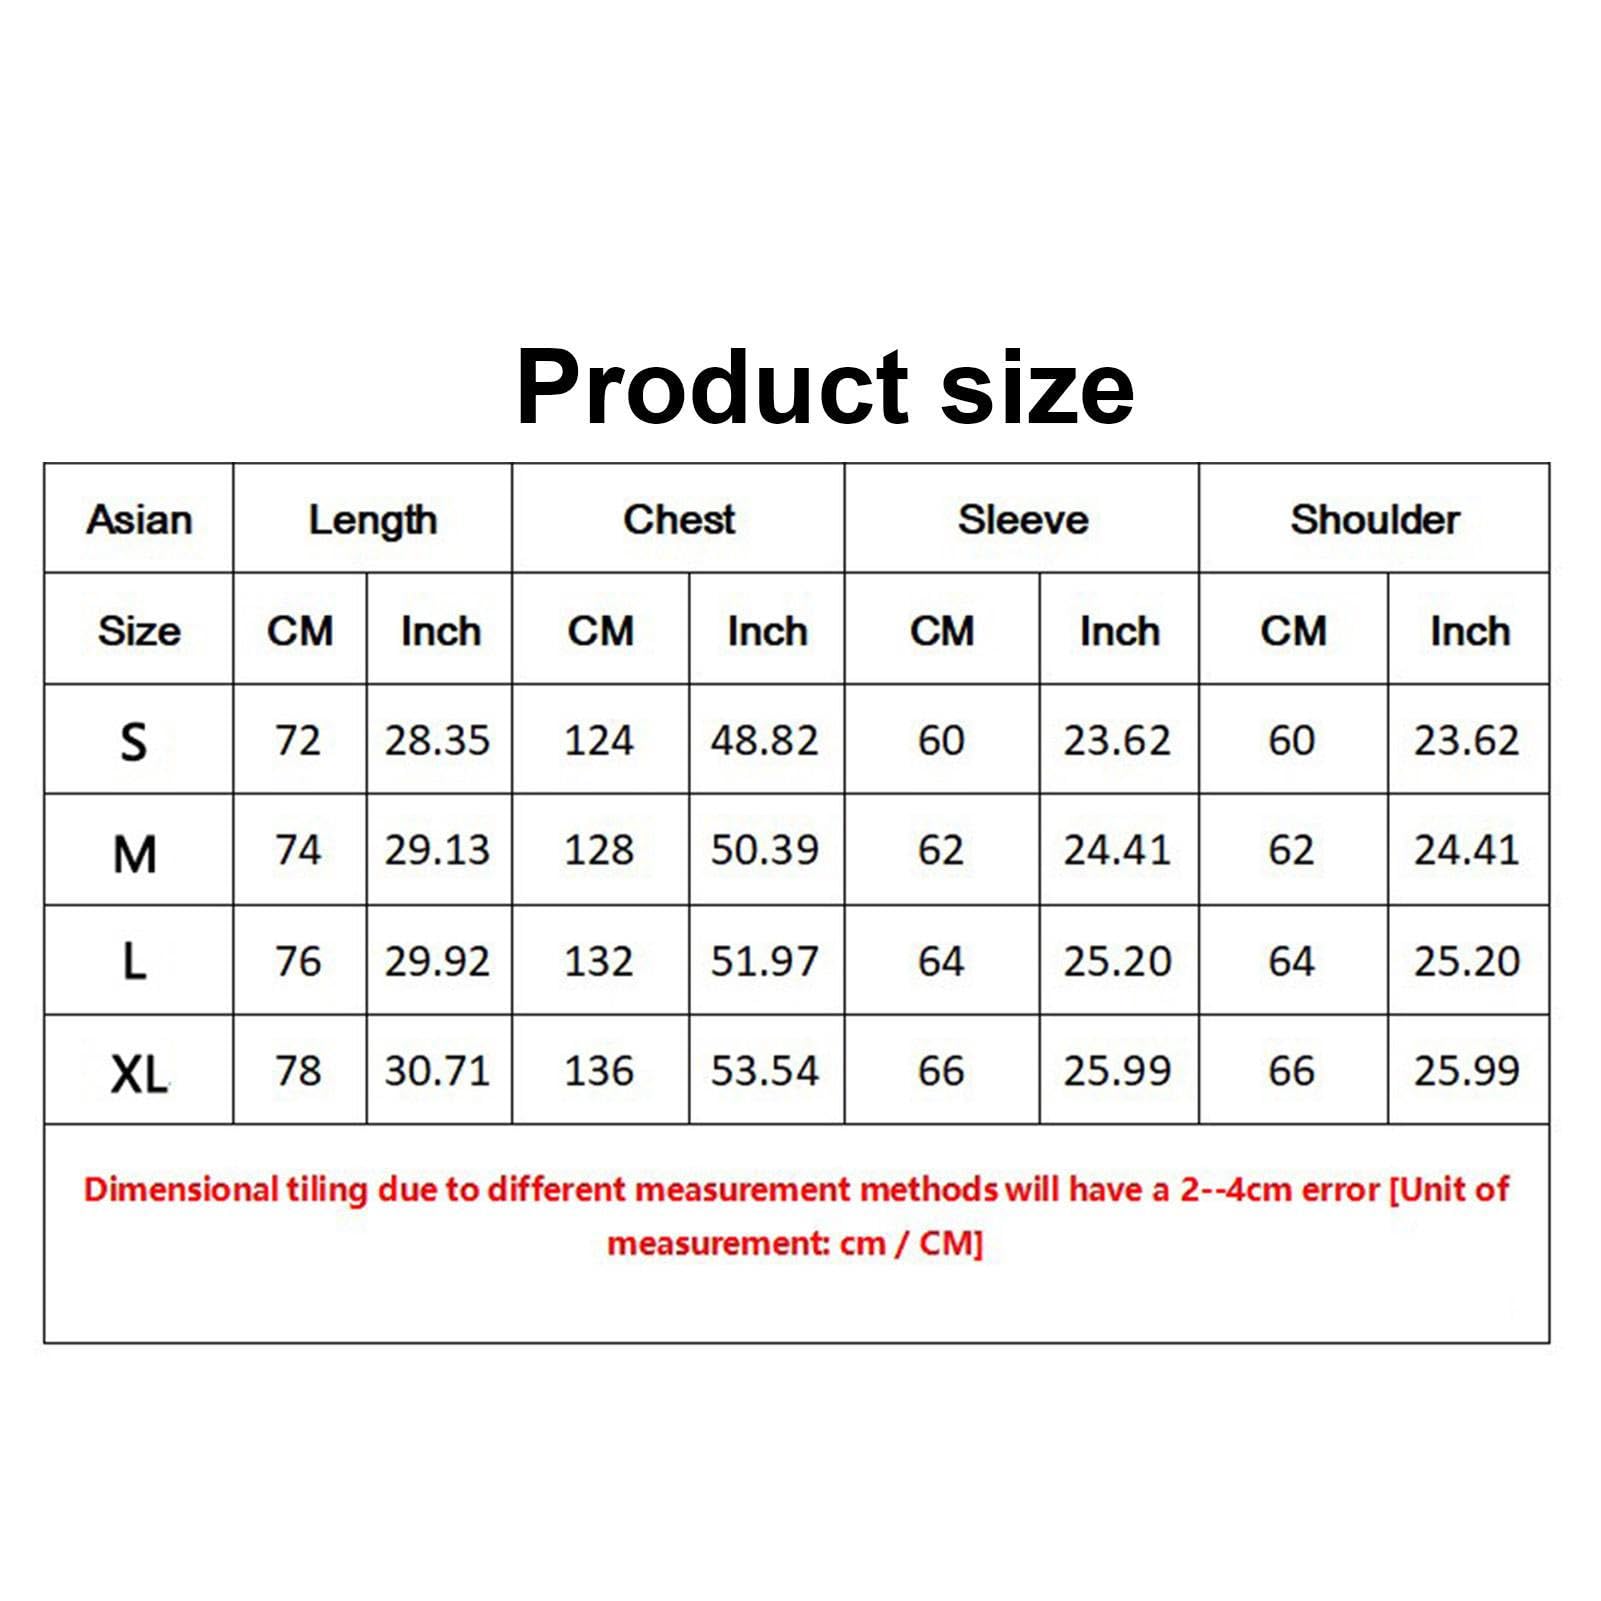 Product size
Asian Length Chest Sleeve Shoulder
Size CM Inch CM Inch CM Inch CM Inch
S 72 28.35 124 48.82 60 23.62 60 23.62
M 74 29.13 128 50.39 62 24.41 62 24.41
L 76 29.92 132 51.97 64 25.20 64 25.20
XL 78 30.71 136 53.54 66 25.99 66 25.99
Dimensional tiling due to different measurement methods will have a 2--4cm error [Unit of
measurement: cm / CM]